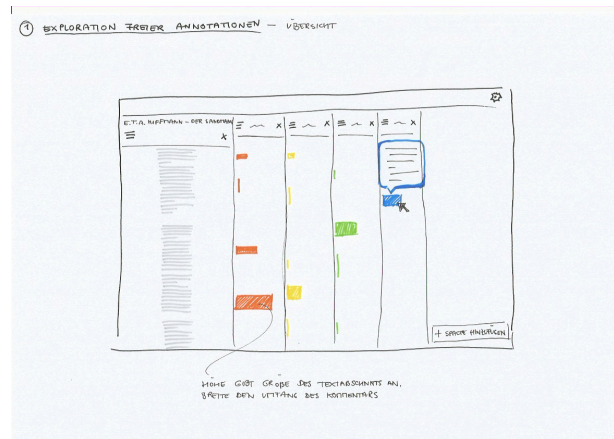 1 EXPLORATION FREIER ANNOTATIONEN — ÜBERSICHT
E.T.A. HOFFMANN - DER SANDMANN
x x x x x
+ SPALTE HINZUFÜGEN
HÖHE GIBT GRÖßE DES TEXTABSCHNITTS AN.
BREITE DEN UMFANG DES KOMMENTARS